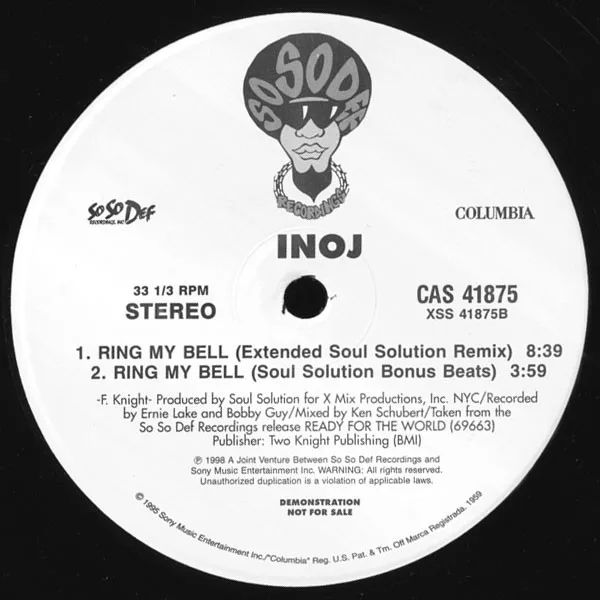 SO SO DEF
RECORDINGS
SO SO DEF
RECORDINGS, INC.
COLUMBIA
INOJ
33 1/3 RPM
STEREO
CAS 41875
XSS 41875B
1. RING MY BELL (Extended Soul Solution Remix) 8:39
2. RING MY BELL (Soul Solution Bonus Beats) 3:59
-F. Knight- Produced by Soul Solution for X Mix Productions, Inc. NYC/Recorded
by Ernie Lake and Bobby Guy/Mixed by Ken Schubert/Taken from the
So So Def Recordings release READY FOR THE WORLD (69663)
Publisher: Two Knight Publishing (BMI)
℗ 1998 A Joint Venture Between So So Def Recordings and
Sony Music Entertainment Inc. WARNING: All rights reserved.
Unauthorized duplication is a violation of applicable laws.
DEMONSTRATION
NOT FOR SALE
© 1995 Sony Music Entertainment Inc./"Columbia" Reg. U.S. Pat. & Tm. Off Marca Registrada. 1959